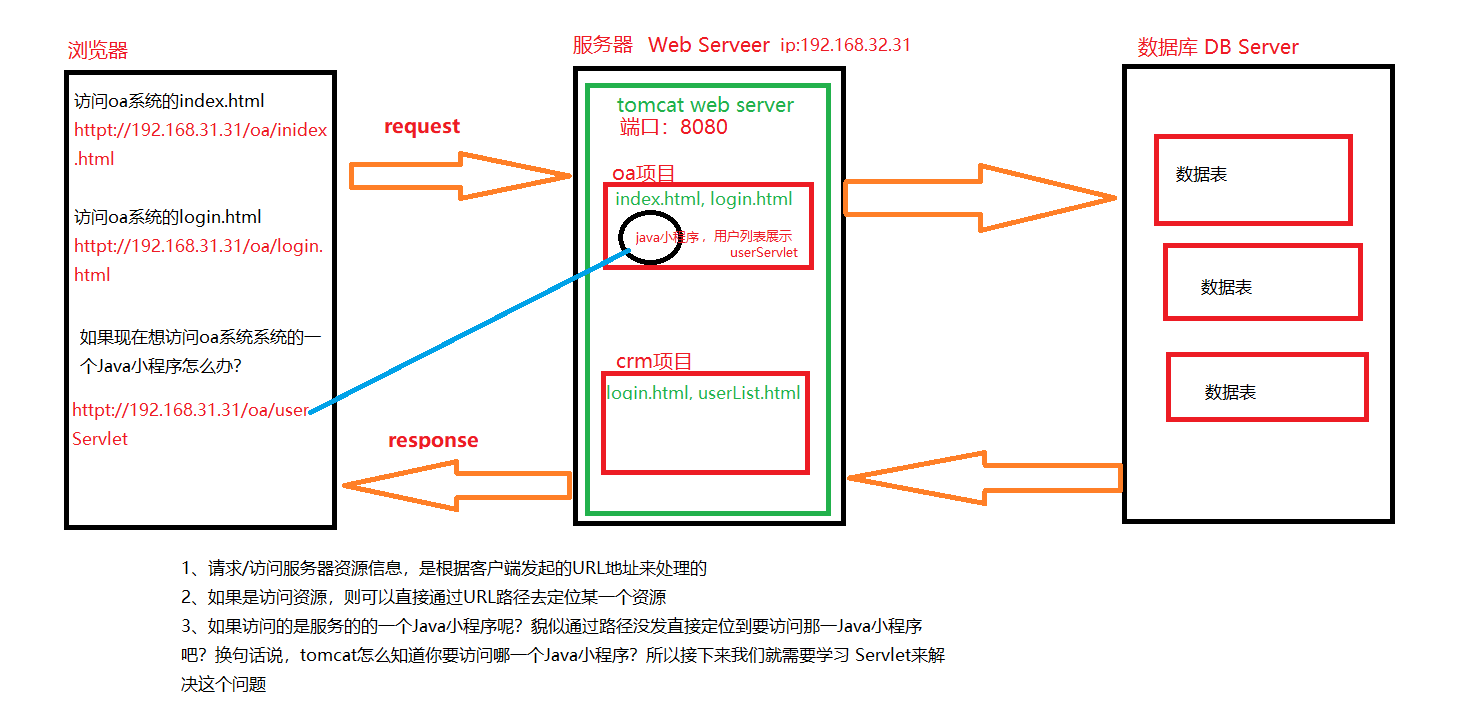 浏览器
访问oa系统的index.html
httpt://192.168.31.31/oa/inidex
.html
访问oa系统的login.html
httpt://192.168.31.31/oa/login.
html
如果现在想访问oa系统系统的一
个Java小程序怎么办？
httpt://192.168.31.31/oa/user
Servlet
request
response
服务器 Web Serveer ip:192.168.32.31
tomcat web server
端口：8080
oa项目
index.html, login.html
java小程序 ，用户列表展示
userServlet
crm项目
login.html, userList.html
数据库 DB Server
数据表
数据表
数据表
1、请求/访问服务器资源信息，是根据客户端发起的URL地址来处理的
2、如果是访问资源，则可以直接通过URL路径去定位某一个资源
3、如果访问的是服务的的一个Java小程序呢？貌似通过路径没发直接定位到要访问那一Java小程序
吧？换句话说，tomcat怎么知道你要访问哪一个Java小程序？所以接下来我们就需要学习 Servlet来解
决这个问题